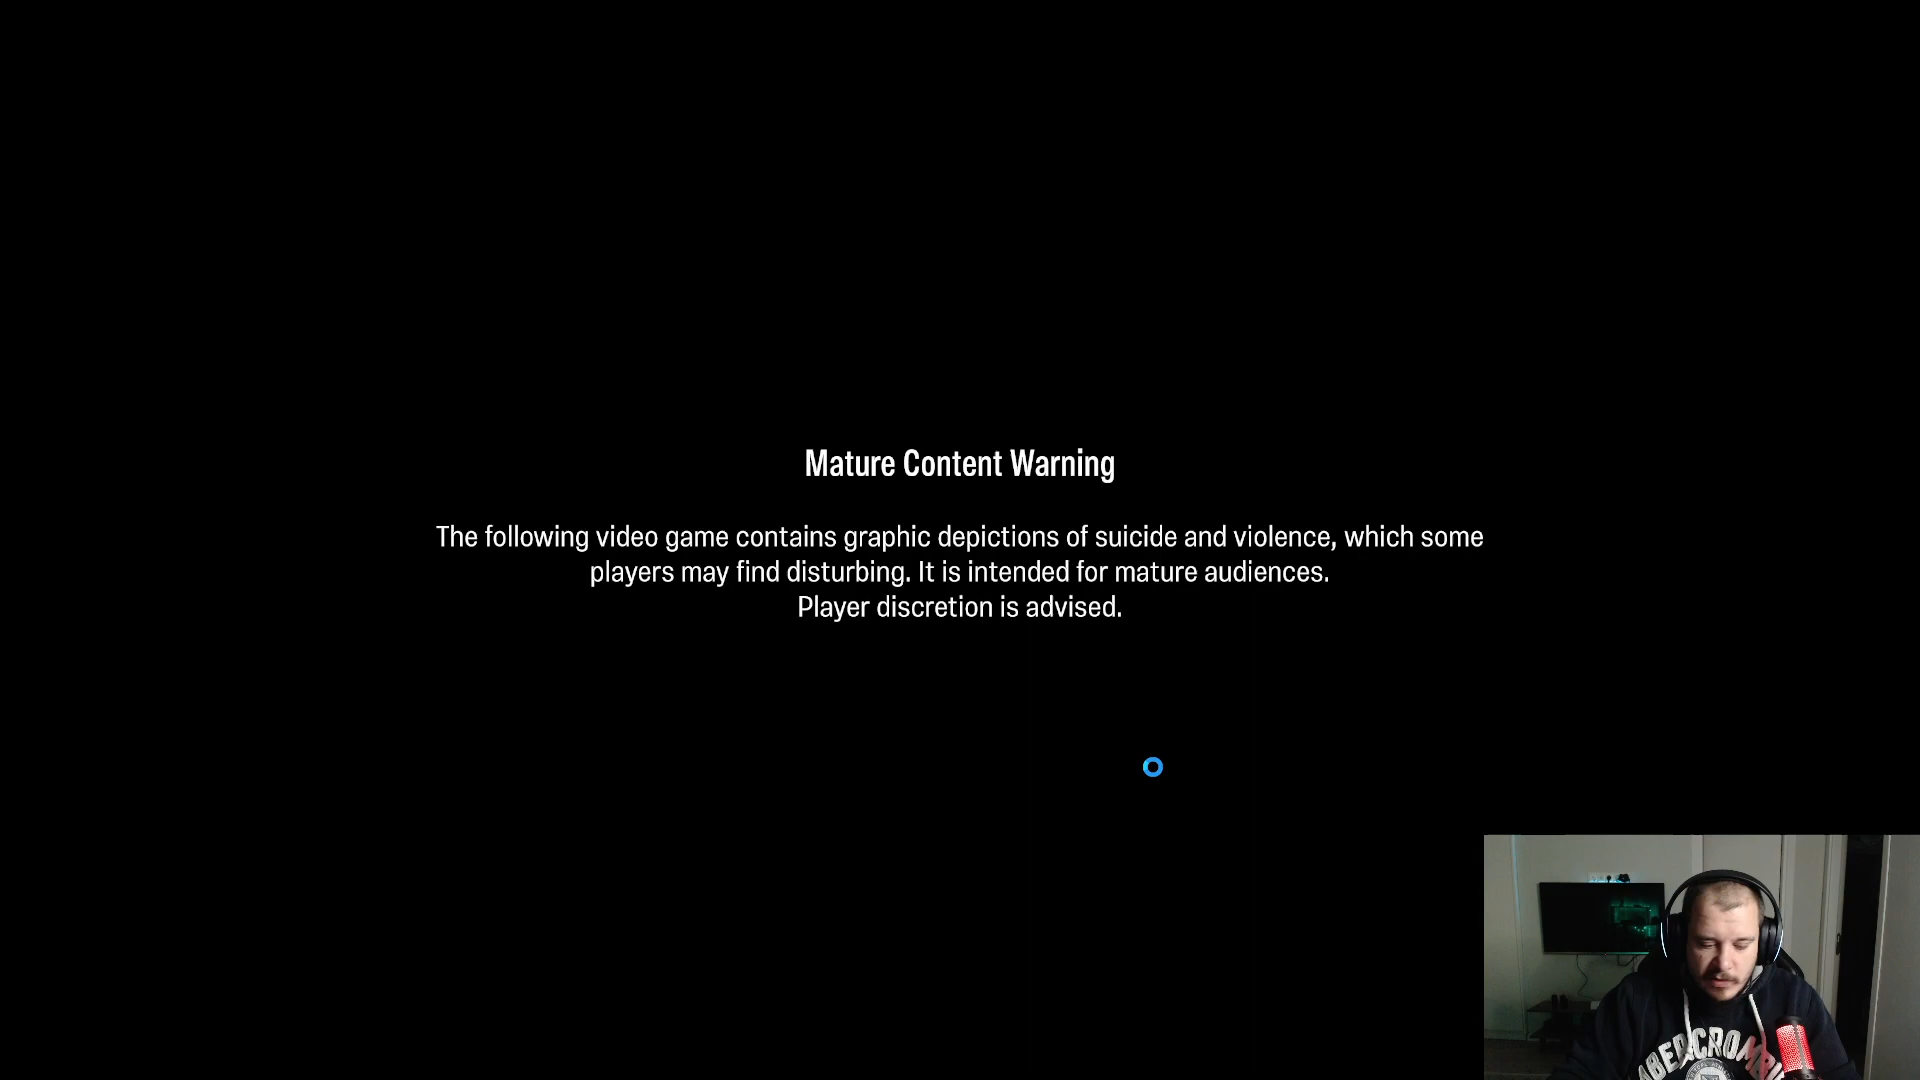 Mature Content Warning
The following video game contains graphic depictions of suicide and violence, which some
players may find disturbing. It is intended for mature audiences.
Player discretion is advised.
ABERCROM